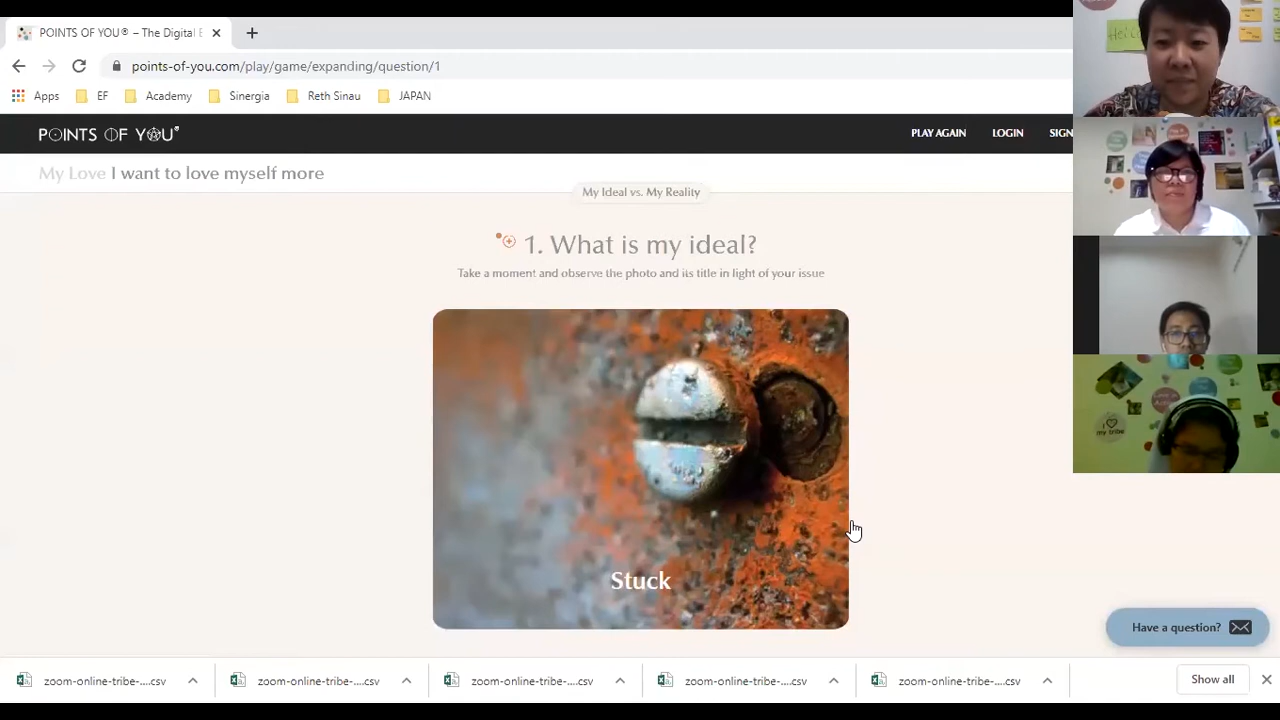 POINTS OF YOU® – The Digital E
points-of-you.com/play/game/expanding/question/1
Apps EF Academy Sinergia Reth Sinau JAPAN
POINTS OF YOU® PLAY AGAIN LOGIN SIGN
My Love I want to love myself more
My Ideal vs. My Reality
1. What is my ideal?
Take a moment and observe the photo and its title in light of your issue
Stuck
Have a question?
zoom-online-tribe-....csv zoom-online-tribe-....csv zoom-online-tribe-....csv zoom-online-tribe-....csv zoom-online-tribe-....csv Show all
I
my tribe